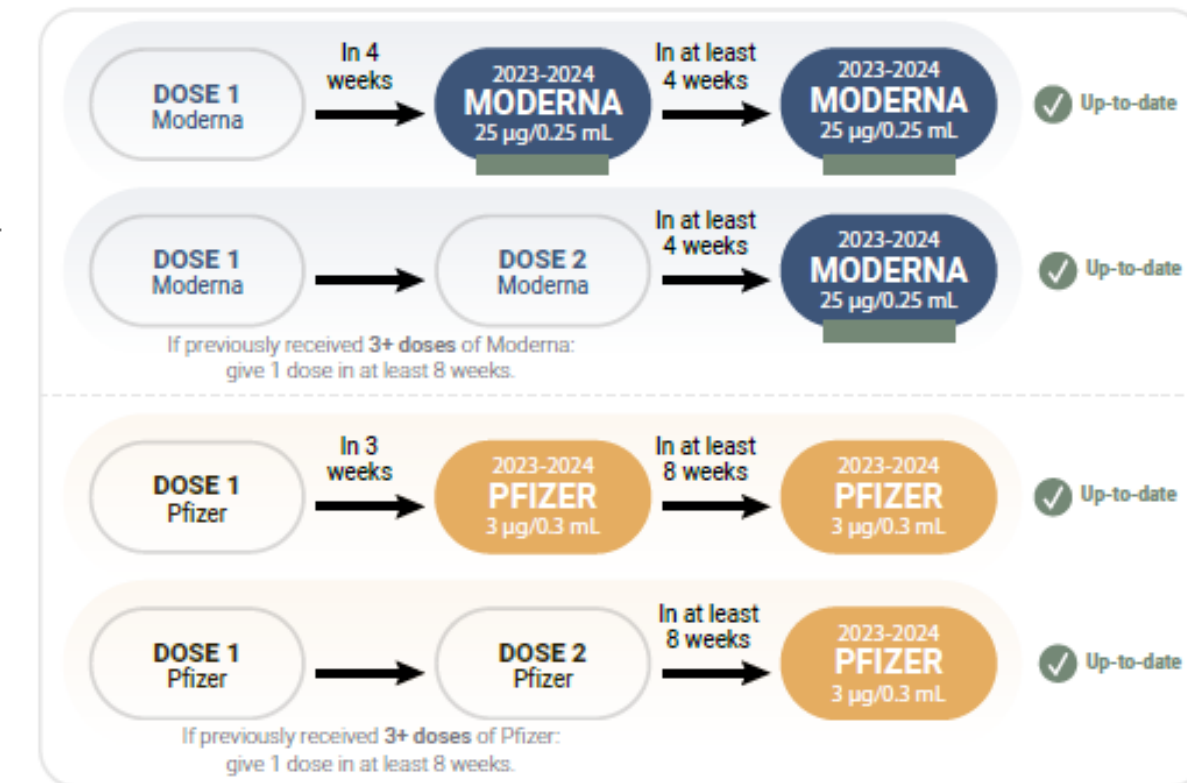 In 4
weeks
In at least
4 weeks
DOSE 1
Moderna
2023-2024
MODERNA
25 µg/0.25 mL
2023-2024
MODERNA
25 µg/0.25 mL
Up-to-date
In at least
4 weeks
DOSE 1
Moderna
DOSE 2
Moderna
2023-2024
MODERNA
25 µg/0.25 mL
Up-to-date
If previously received 3+ doses of Moderna:
give 1 dose in at least 8 weeks.
In 3
weeks
In at least
8 weeks
DOSE 1
Pfizer
2023-2024
PFIZER
3 µg/0.3 mL
2023-2024
PFIZER
3 µg/0.3 mL
Up-to-date
In at least
8 weeks
DOSE 1
Pfizer
DOSE 2
Pfizer
2023-2024
PFIZER
3 µg/0.3 mL
Up-to-date
If previously received 3+ doses of Pfizer:
give 1 dose in at least 8 weeks.